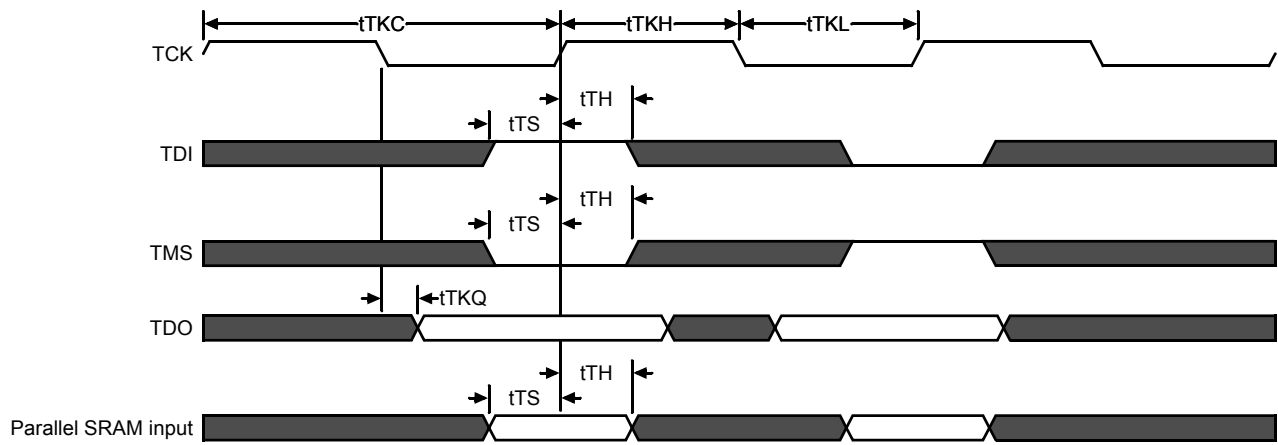 tTKC
tTKH
tTKL
TCK
tTH
tTS
TDI
tTH
tTS
TMS
tTKQ
TDO
tTH
tTS
Parallel SRAM input